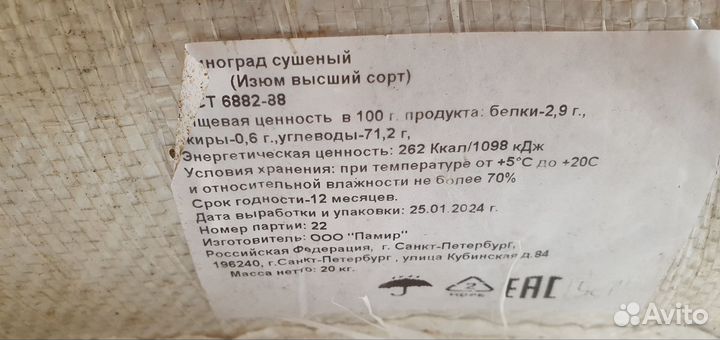 иноград сушеный
(Изюм высший сорт)
СТ 6882-88
ищевая ценность в 100 г. продукта: белки-2,9 г.,
жиры-0,6 г.,углеводы-71,2 г,
Энергетическая ценность: 262 Ккал/1098 кДж
Условия хранения: при температуре от +5°С до +20С
и относительной влажности не более 70%
Срок годности-12 месяцев.
Дата выработки и упаковки: 25.01.2024 г.
Номер партии: 22
Изготовитель: ООО "Памир"
Российская Федерация, г. Санкт-Петербург,
196240, г.Санкт-Петербург , улица Кубинская д.84
Масса нетто: 20 кг.
2
HDPE
ЕАС
Avito